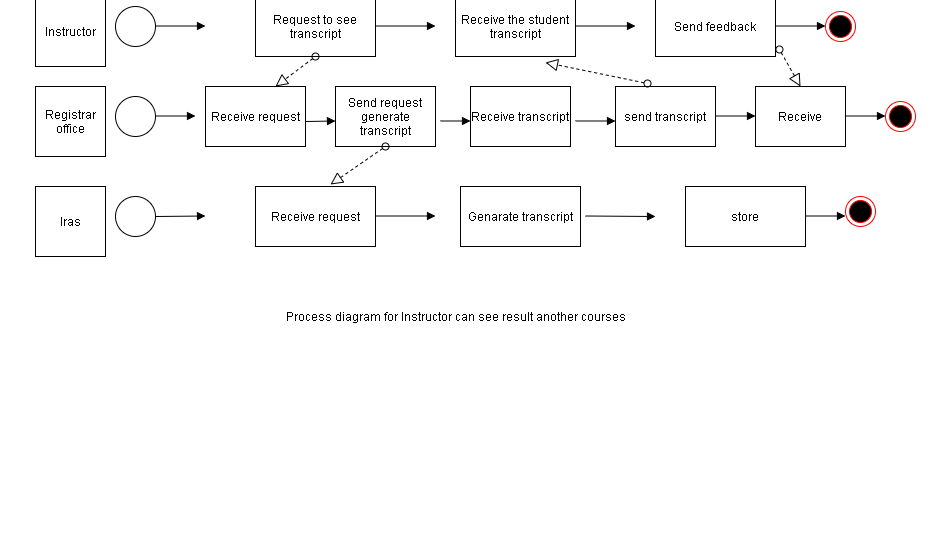 Instructor
Request to see
transcript
Receive the student
transcript
Send feedback
Registrar
office
Receive request
Send request
generate
transcript
Receive transcript
send transcript
Receive
Iras
Receive request
Genarate transcript
store
Process diagram for Instructor can see result another courses